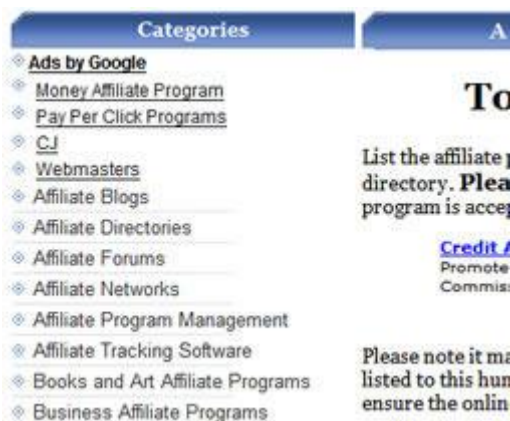 Categories
Ads by Google
Money Affiliate Program
Pay Per Click Programs
CJ
Webmasters
Affiliate Blogs
Affiliate Directories
Affiliate Forums
Affiliate Networks
Affiliate Program Management
Affiliate Tracking Software
Books and Art Affiliate Programs
Business Affiliate Programs
A
To
List the affiliate
directory. Plea
program is accep
Credit A
Promote
Commis
Please note it ma
listed to this hum
ensure the onlin